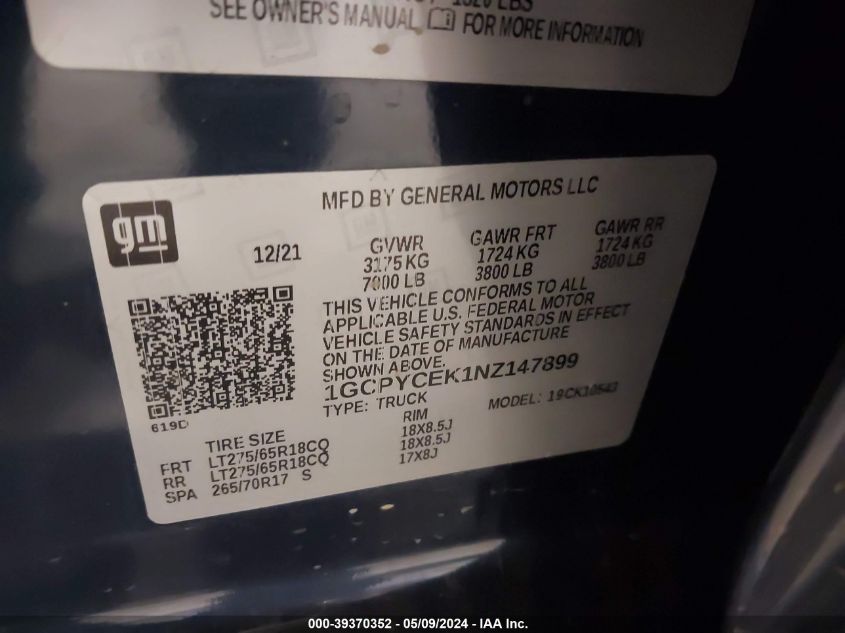 1320 LBS
SEE OWNER'S MANUAL FOR MORE INFORMATION
gm
MFD BY GENERAL MOTORS LLC
12/21 GVWR GAWR FRT GAWR RR
3175 KG 1724 KG 1724 KG
7000 LB 3800 LB 3800 LB
THIS VEHICLE CONFORMS TO ALL
APPLICABLE U.S. FEDERAL MOTOR
VEHICLE SAFETY STANDARDS IN EFFECT
ON THE DATE OF MANUFACTURE
SHOWN ABOVE.
1GCPYCEK1NZ147899
TYPE: TRUCK MODEL: 19CK10543
619D
TIRE SIZE RIM
FRT LT275/65R18CQ 18X8.5J
RR LT275/65R18CQ 18X8.5J
SPA 265/70R17 S 17X8J
000-39370352 - 05/09/2024 - IAA Inc.